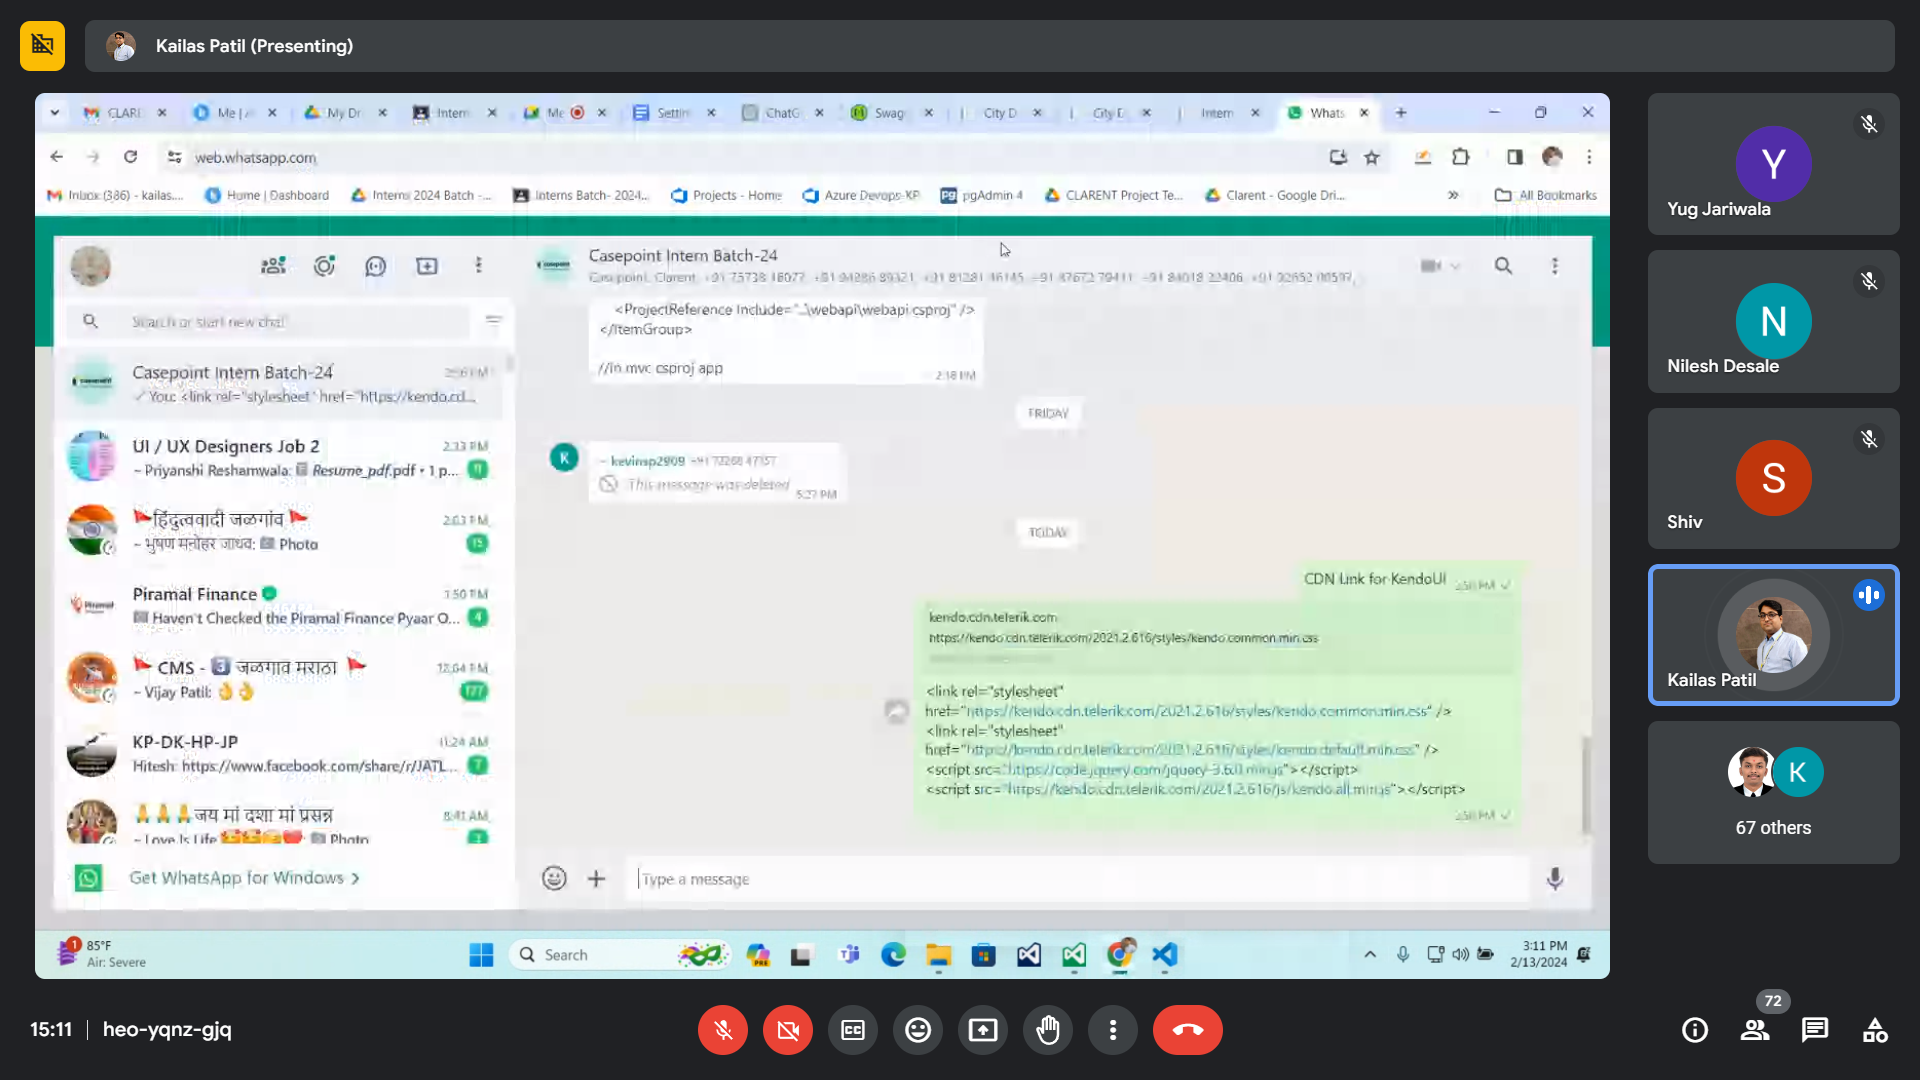 Kailas Patil (Presenting)
CLARE
Me | A
My Dr
Intern
Me
Settin
ChatG
Swag
City D
City E
Intern
Whats
web.whatsapp.com
Inbox (386) - kailas....
Home | Dashboard
Interns 2024 Batch -...
Interns Batch- 2024...
Projects - Home
Azure Devops-KP
pgAdmin 4
CLARENT Project Te...
Clarent - Google Dri...
All Bookmarks
Casepoint Intern Batch-24
Search or start new chat
<ProjectReference Include="..\webapi\webapi.csproj" />
</ItemGroup>
//in mvc csproj app
2:18 PM
Casepoint Intern Batch-24
You: <link rel="stylesheet" href="https://kendo.cd...
UI / UX Designers Job 2
2:33 PM
~ Priyanshi Reshamwala: Resume_pdf.pdf • 1 p...
11
हिंदुत्ववादी जळगांव
2:03 PM
~ भुषण मनोहर जाधव: Photo
15
Piramal Finance
1:50 PM
Haven't Checked the Piramal Finance Pyaar O...
4
CMS - 3 जळगाव मराठा
12:04 PM
~ Vijay Patil:
177
KP-DK-HP-JP
11:24 AM
Hitesh: https://www.facebook.com/share/r/JATL...
7
जय मां दशा मां प्रसन्न
8:41 AM
~ Love Is Life Photo
3
Get WhatsApp for Windows
FRIDAY
K
~ kevinsp2909
This message was deleted
5:27 PM
TODAY
CDN Link for KendoUI
kendo.cdn.telerik.com
https://kendo.cdn.telerik.com/2021.2.616/styles/kendo.common.min.css
<link rel="stylesheet"
href="https://kendo.cdn.telerik.com/2021.2.616/styles/kendo.common.min.css" />
<link rel="stylesheet"
href="https://kendo.cdn.telerik.com/2021.2.616/styles/kendo.default.min.css" />
<script src="https://code.jquery.com/jquery-3.6.0.min.js"></script>
<script src="https://kendo.cdn.telerik.com/2021.2.616/js/kendo.all.min.js"></script>
Type a message
1
85°F
Air: Severe
Search
PRE
3:11 PM
2/13/2024
Y
Yug Jariwala
N
Nilesh Desale
S
Shiv
Kailas Patil
K
67 others
15:11
heo-yqnz-gjq
72